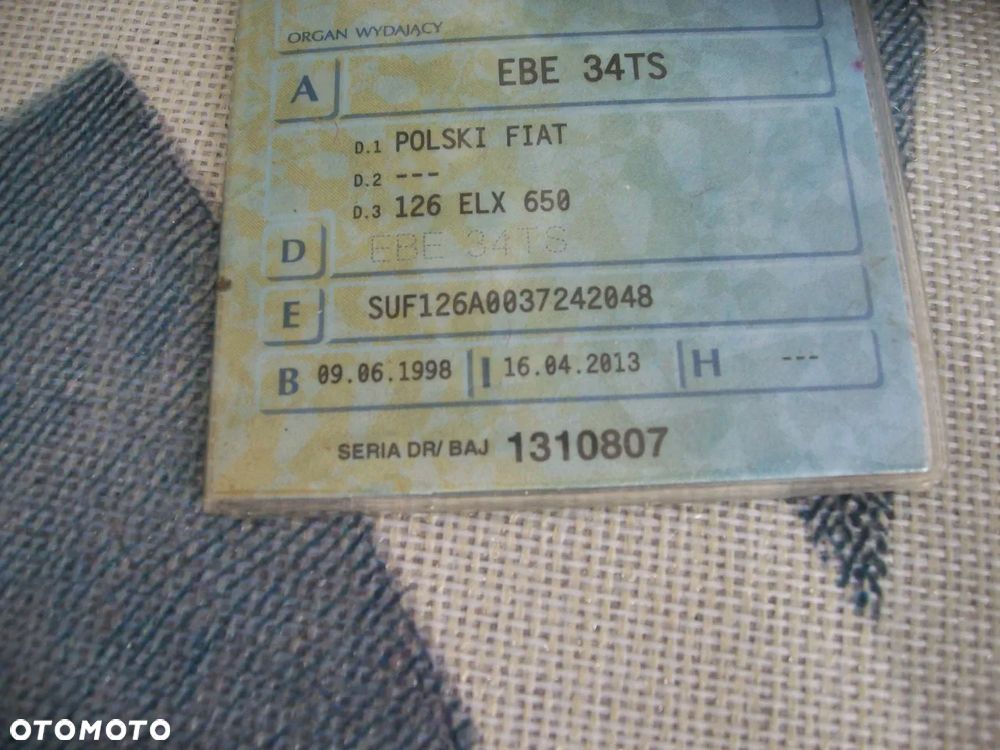 ORGAN WYDAJĄCY
A EBE 34TS
D.1 POLSKI FIAT
D.2 ---
D.3 126 ELX 650
D EBE 34TS
E SUF126A0037242048
B 09.06.1998 I 16.04.2013 H ---
SERIA DR/ BAJ 1310807
OTOMOTO